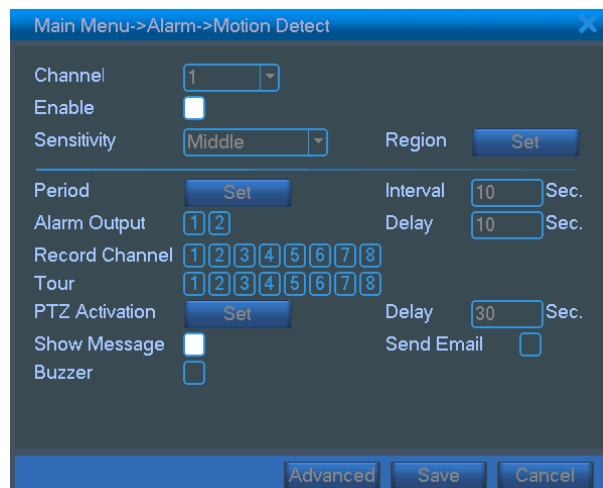 Main Menu->Alarm->Motion Detect
Channel 1
Enable
Sensitivity Middle Region Set
Period Set Interval 10 Sec.
Alarm Output 1 2 Delay 10 Sec.
Record Channel 1 2 3 4 5 6 7 8
Tour 1 2 3 4 5 6 7 8
PTZ Activation Set Delay 30 Sec.
Show Message Send Email
Buzzer
Advanced Save Cancel